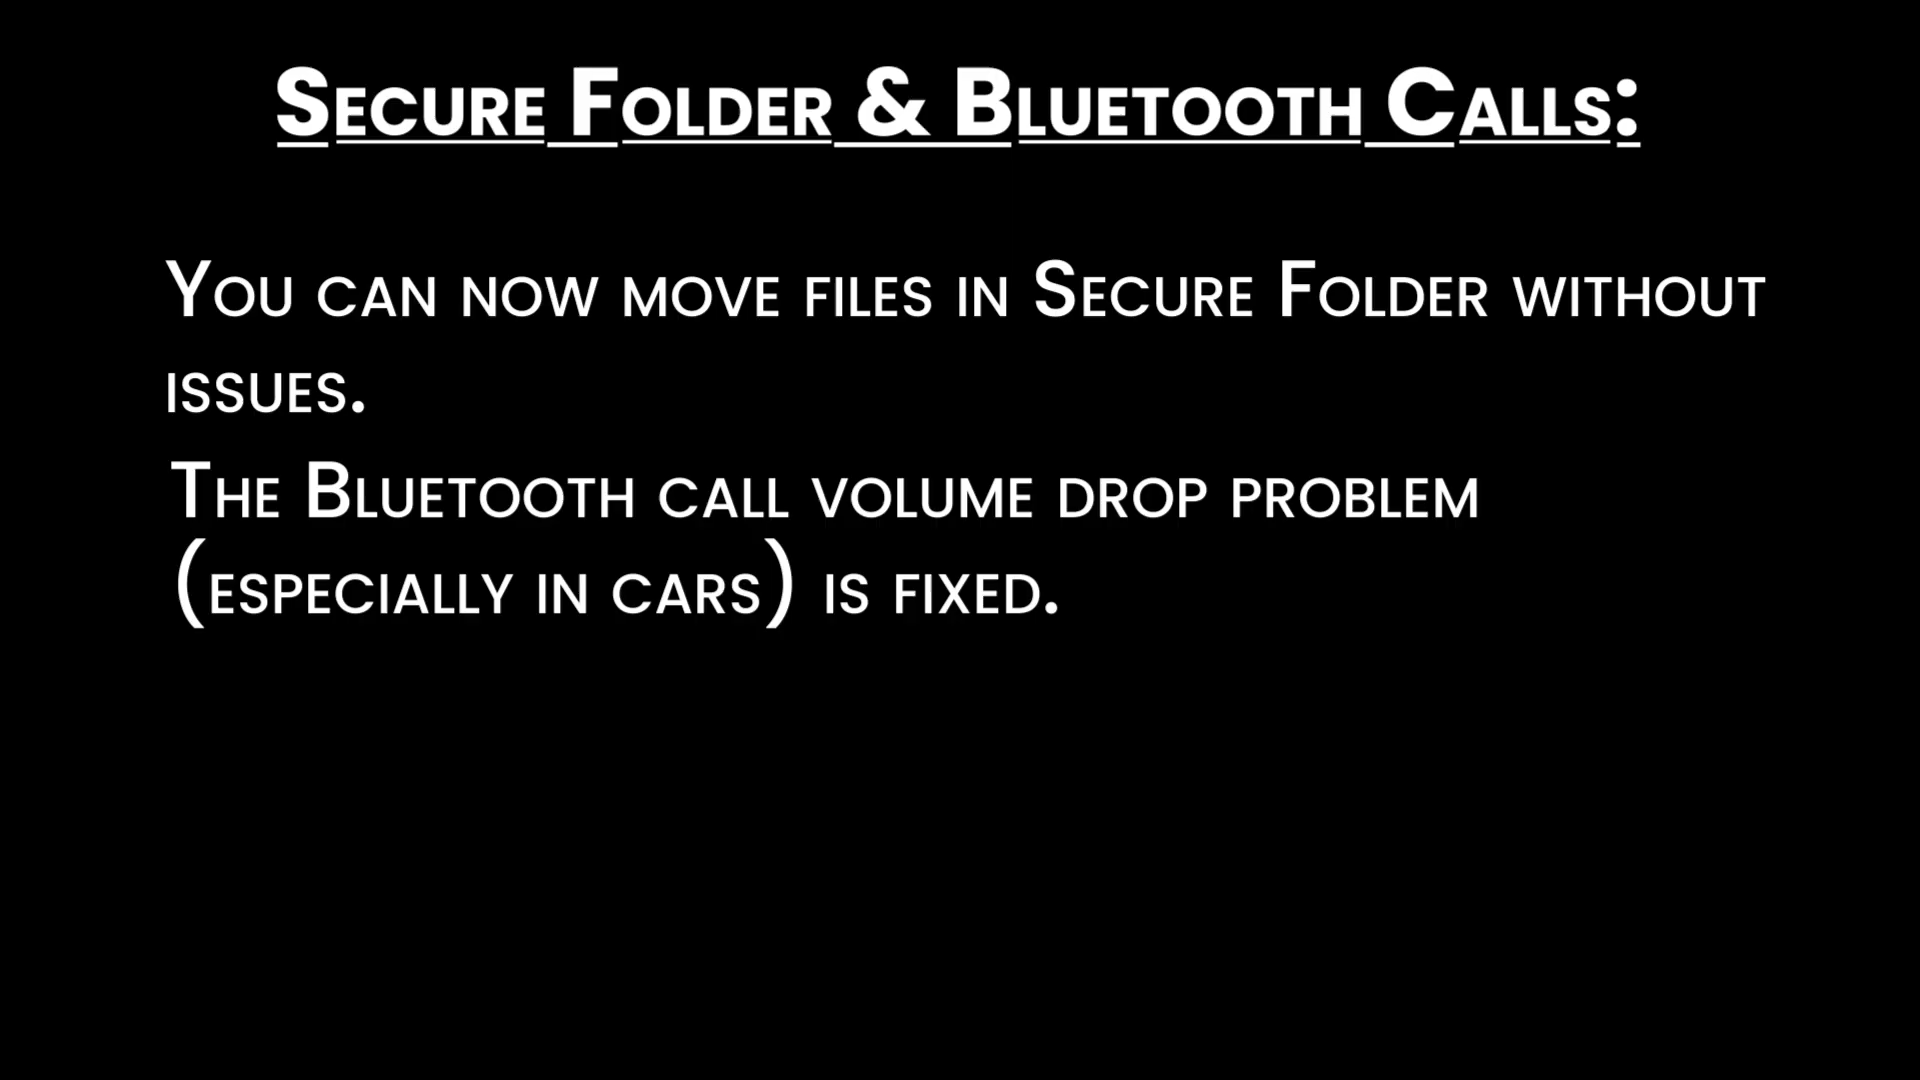 Secure Folder & Bluetooth Calls:
You can now move files in Secure Folder without
issues.
The Bluetooth call volume drop problem
(especially in cars) is fixed.